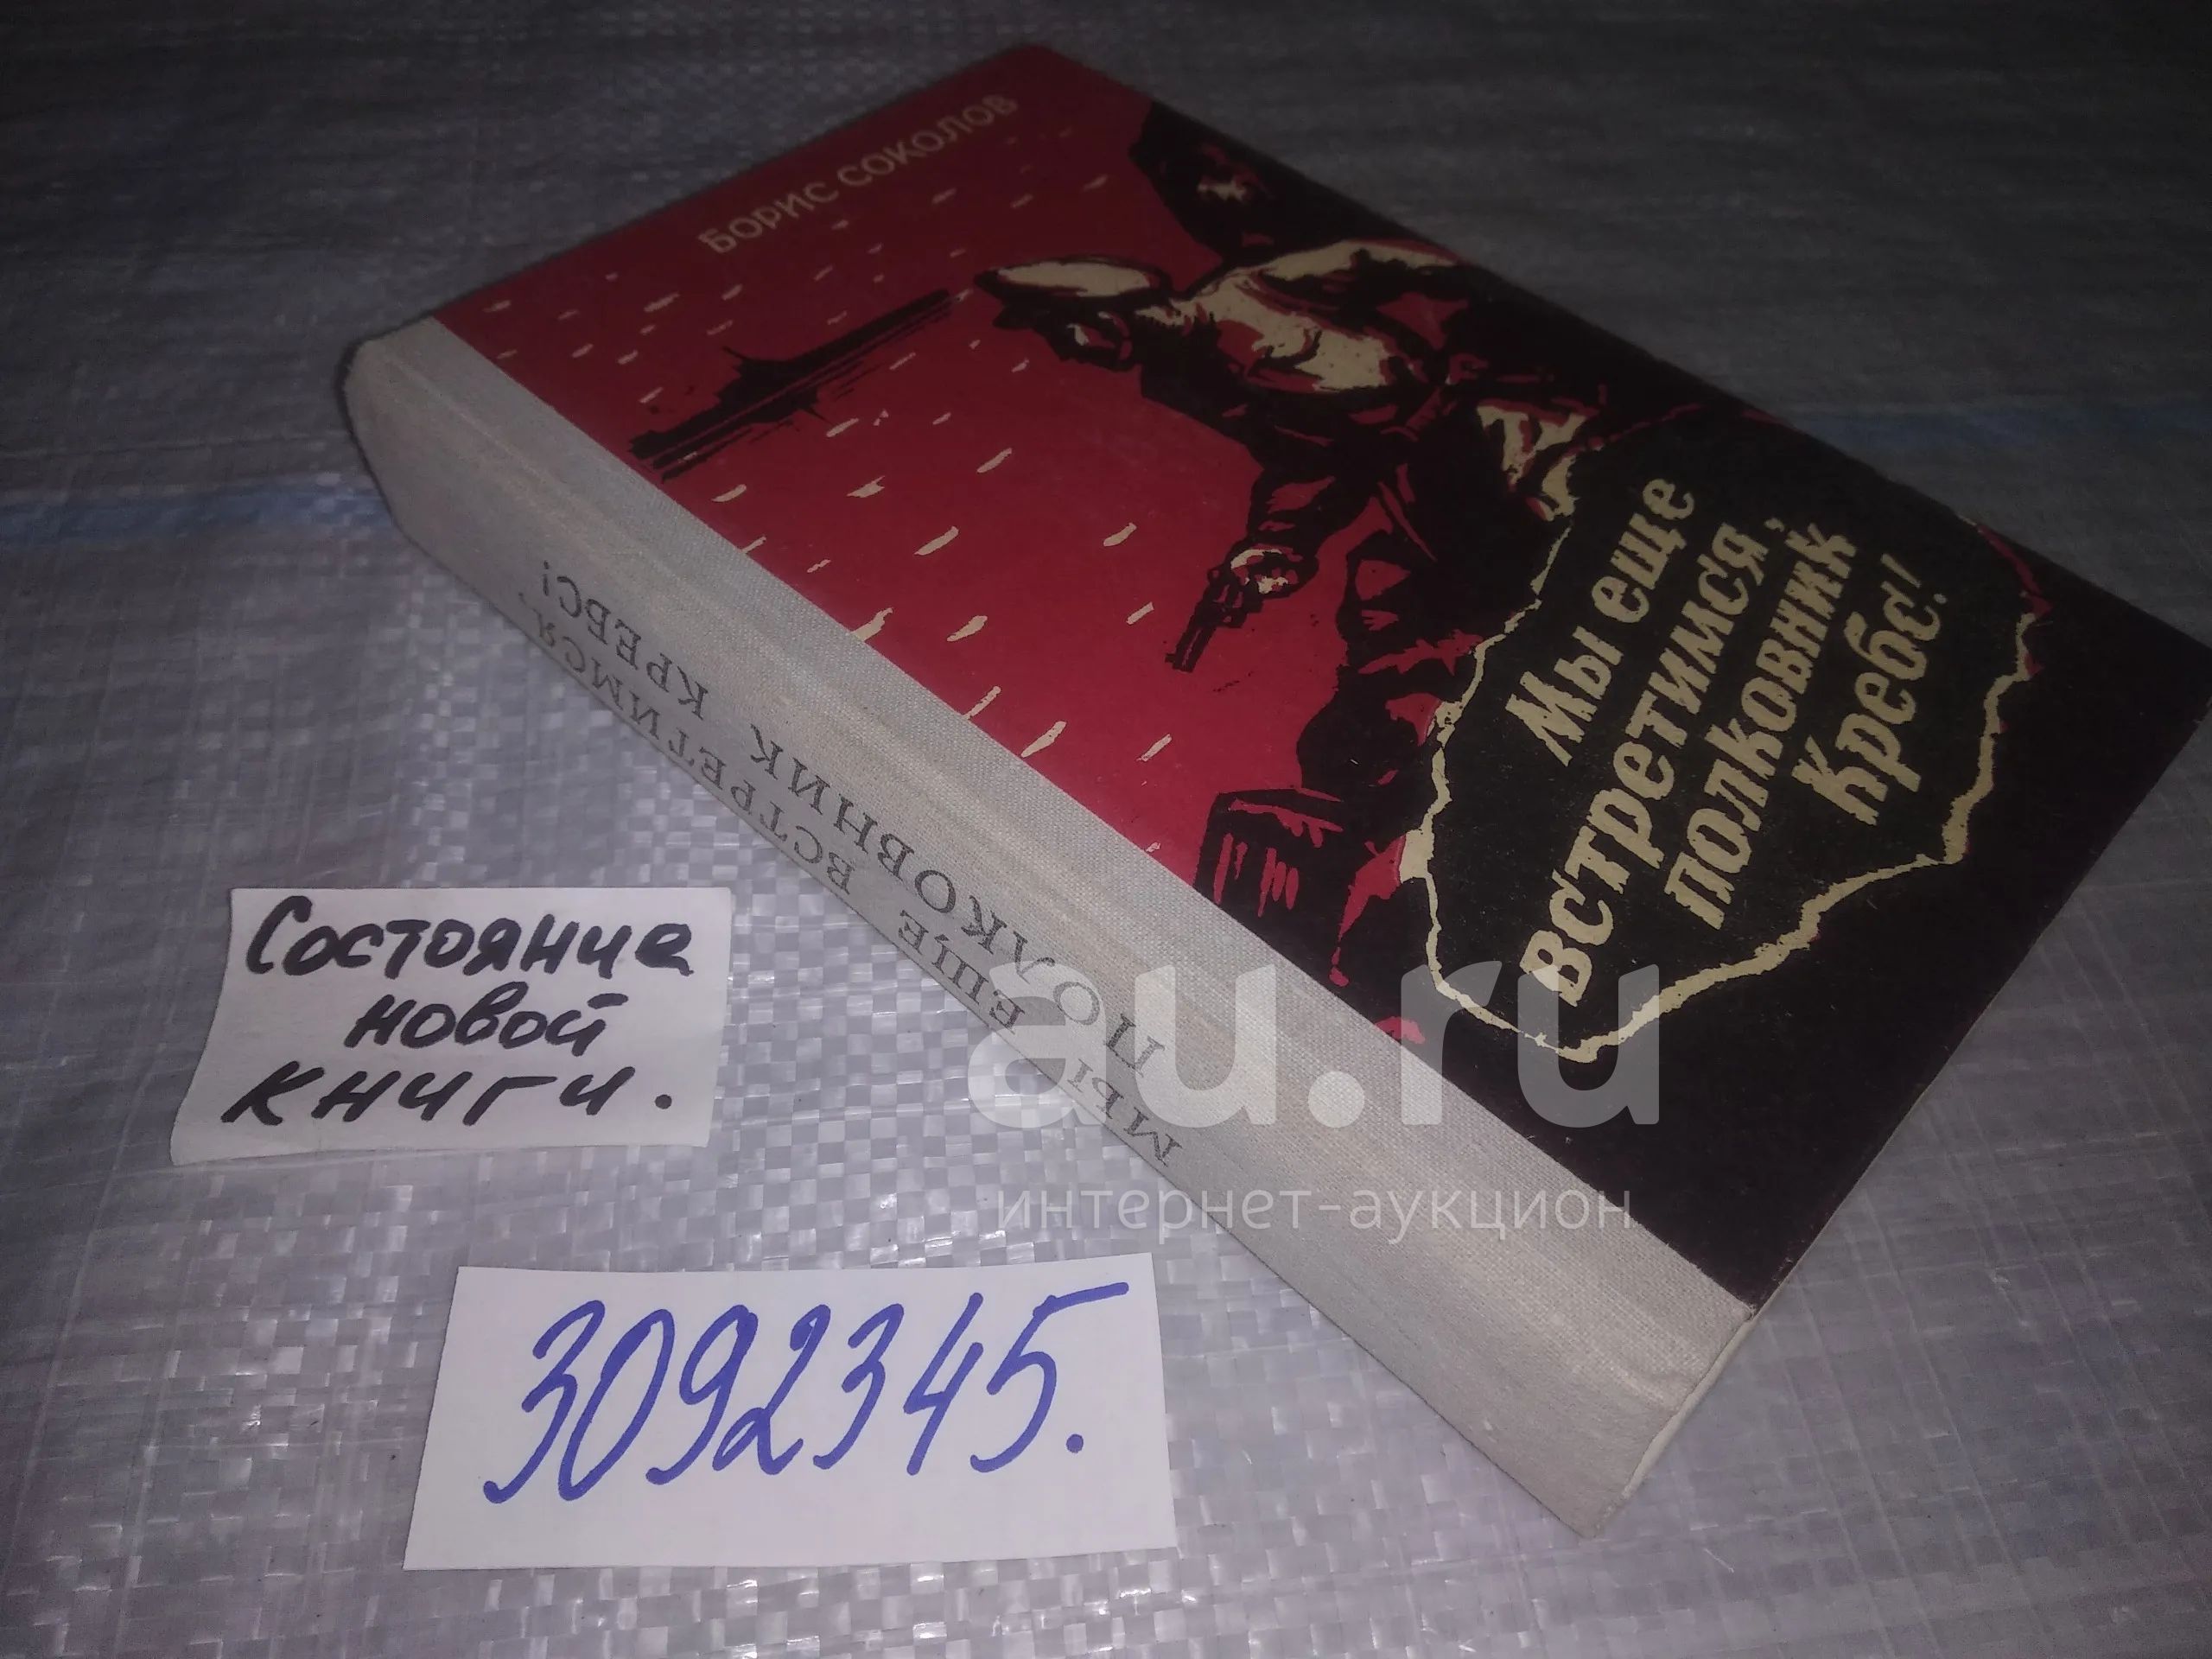 БОРИС СОКОЛОВ
Мы еще
встретимся,
полковник
Кребс!
МЫ ЕЩЕ ВСТРЕТИМСЯ,
ПОЛКОВНИК КРЕБС!
Состояние
новой
книги.
3092345.
au.ru
интернет-аукцион